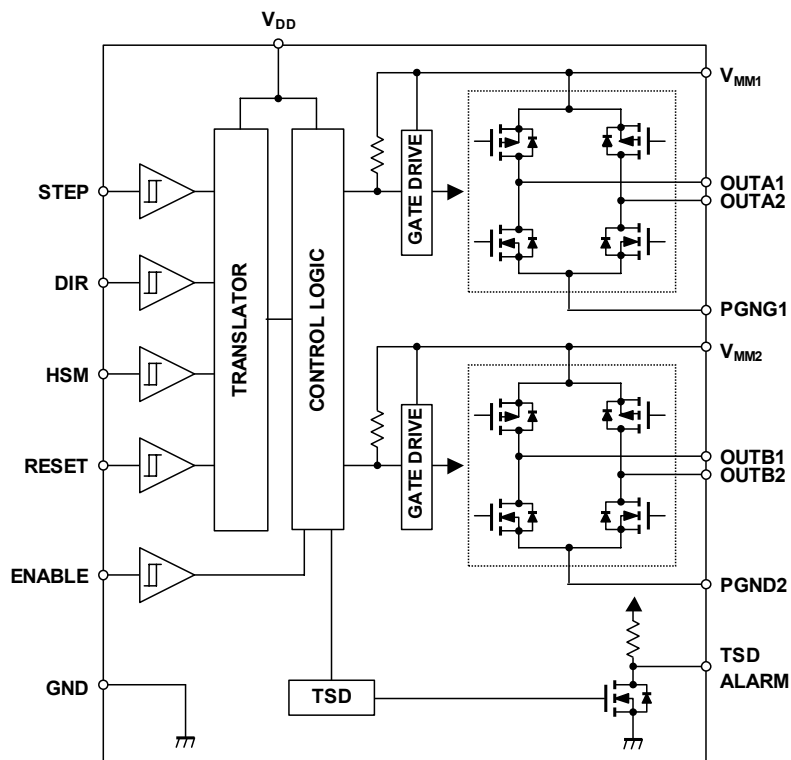 VDD
VMM1
STEP
GATE DRIVE
OUTA1
OUTA2
DIR
TRANSLATOR
CONTROL LOGIC
PGNG1
HSM
VMM2
RESET
GATE DRIVE
OUTB1
OUTB2
ENABLE
PGND2
GND
TSD
TSD
ALARM